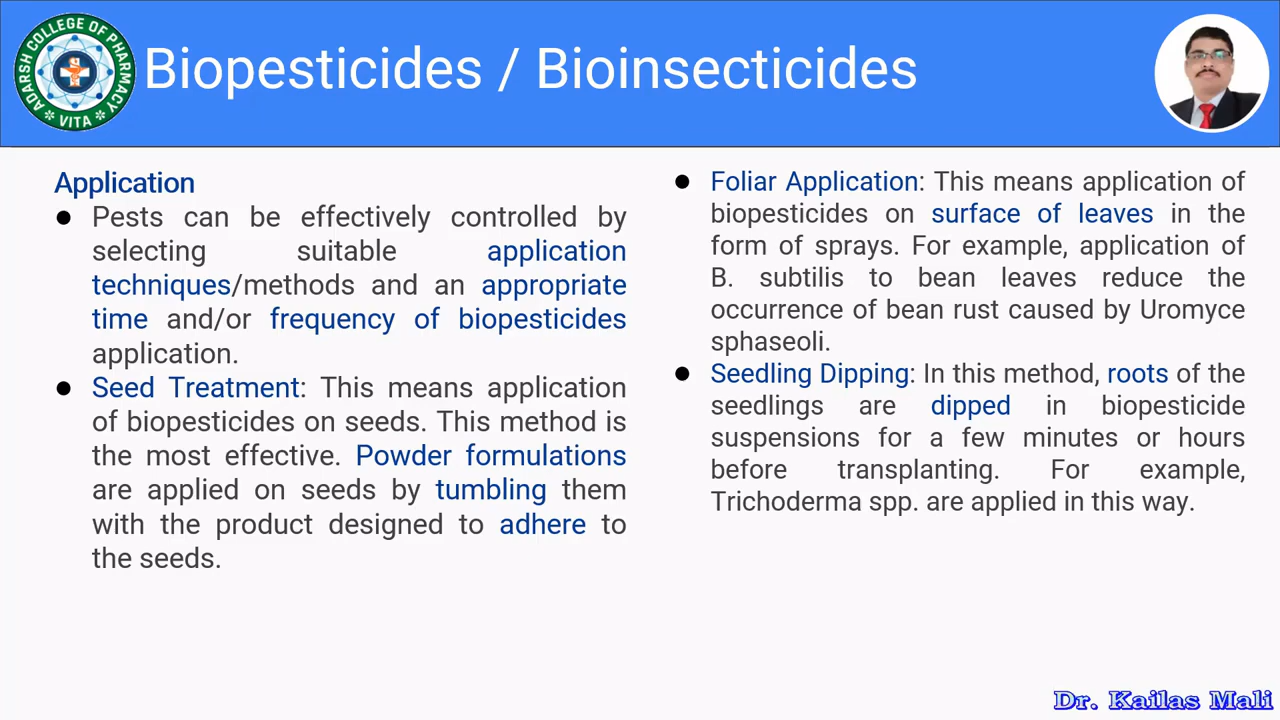 ADARSH COLLEGE OF PHARMACY
VITA
Biopesticides / Bioinsecticides
Application
● Pests can be effectively controlled by
selecting suitable application
techniques/methods and an appropriate
time and/or frequency of biopesticides
application.
● Seed Treatment: This means application
of biopesticides on seeds. This method is
the most effective. Powder formulations
are applied on seeds by tumbling them
with the product designed to adhere to
the seeds.
● Foliar Application: This means application of
biopesticides on surface of leaves in the
form of sprays. For example, application of
B. subtilis to bean leaves reduce the
occurrence of bean rust caused by Uromyce
sphaseoli.
● Seedling Dipping: In this method, roots of the
seedlings are dipped in biopesticide
suspensions for a few minutes or hours
before transplanting. For example,
Trichoderma spp. are applied in this way.
Dr. Kailas Mali